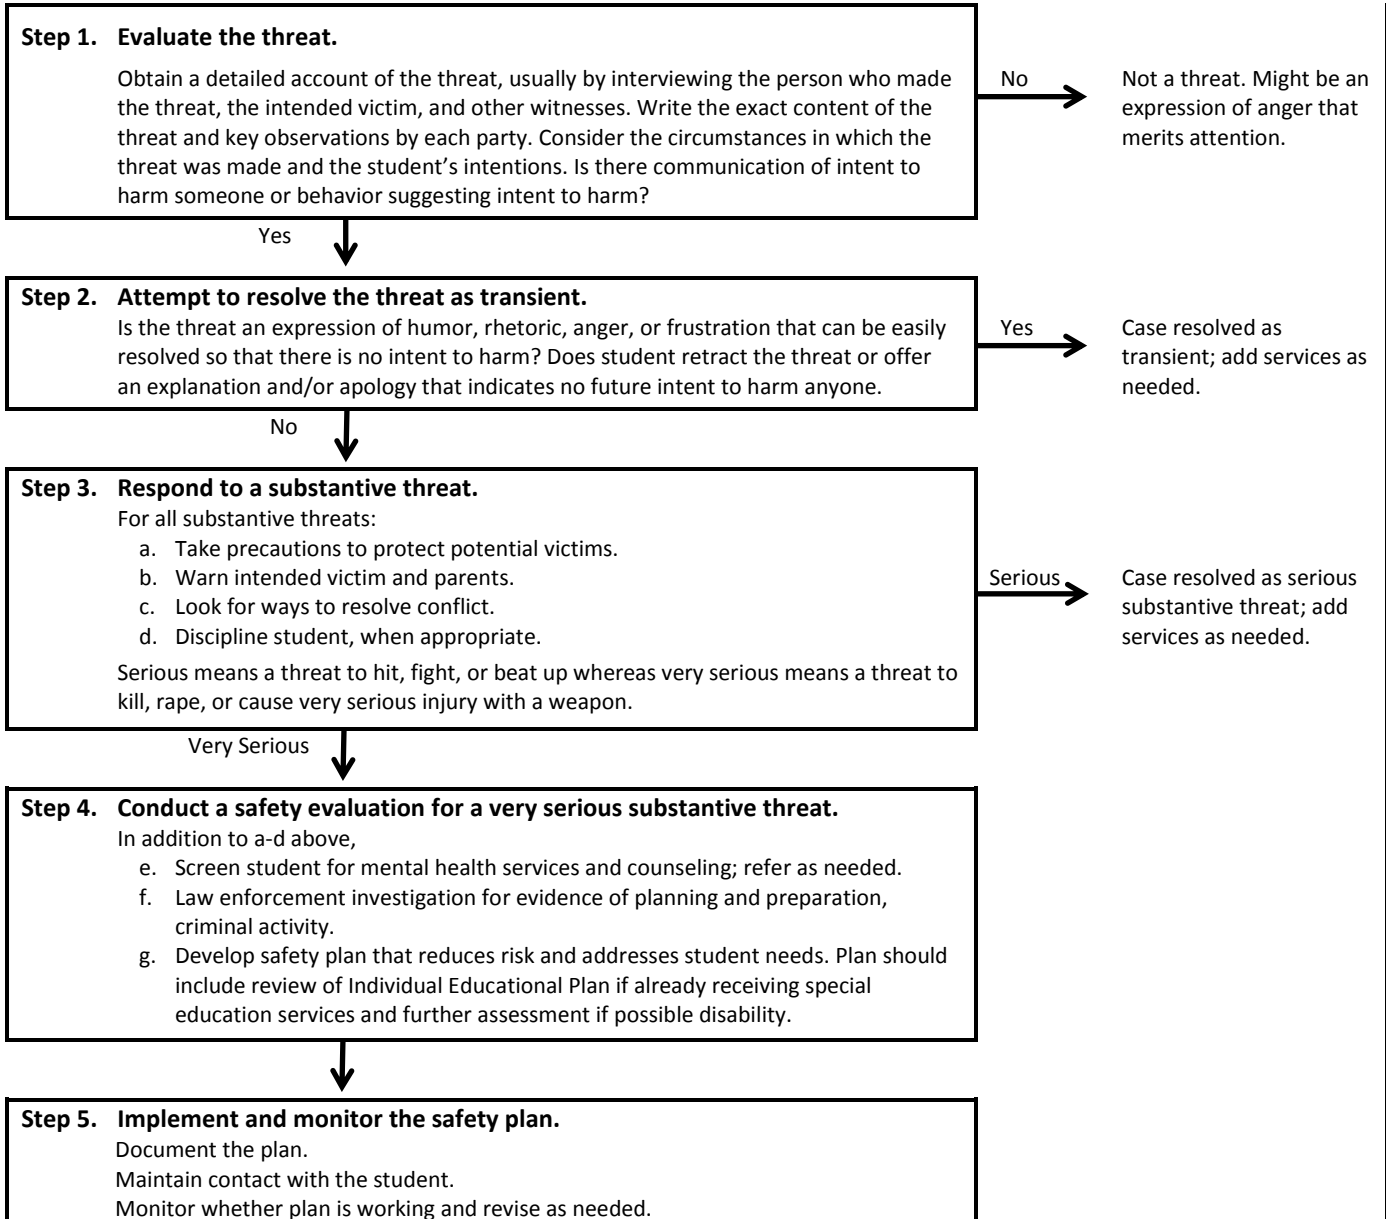 Step 1. Evaluate the threat.
Obtain a detailed account of the threat, usually by interviewing the person who made
the threat, the intended victim, and other witnesses. Write the exact content of the
threat and key observations by each party. Consider the circumstances in which the
threat was made and the student’s intentions. Is there communication of intent to
harm someone or behavior suggesting intent to harm?
No
Not a threat. Might be an
expression of anger that
merits attention.
Yes
Step 2. Attempt to resolve the threat as transient.
Is the threat an expression of humor, rhetoric, anger, or frustration that can be easily
resolved so that there is no intent to harm? Does student retract the threat or offer
an explanation and/or apology that indicates no future intent to harm anyone.
Yes
Case resolved as
transient; add services as
needed.
No
Step 3. Respond to a substantive threat.
For all substantive threats:
a. Take precautions to protect potential victims.
b. Warn intended victim and parents.
c. Look for ways to resolve conflict.
d. Discipline student, when appropriate.
Serious means a threat to hit, fight, or beat up whereas very serious means a threat to
kill, rape, or cause very serious injury with a weapon.
Serious
Case resolved as serious
substantive threat; add
services as needed.
Very Serious
Step 4. Conduct a safety evaluation for a very serious substantive threat.
In addition to a-d above,
e. Screen student for mental health services and counseling; refer as needed.
f. Law enforcement investigation for evidence of planning and preparation,
criminal activity.
g. Develop safety plan that reduces risk and addresses student needs. Plan should
include review of Individual Educational Plan if already receiving special
education services and further assessment if possible disability.
Step 5. Implement and monitor the safety plan.
Document the plan.
Maintain contact with the student.
Monitor whether plan is working and revise as needed.